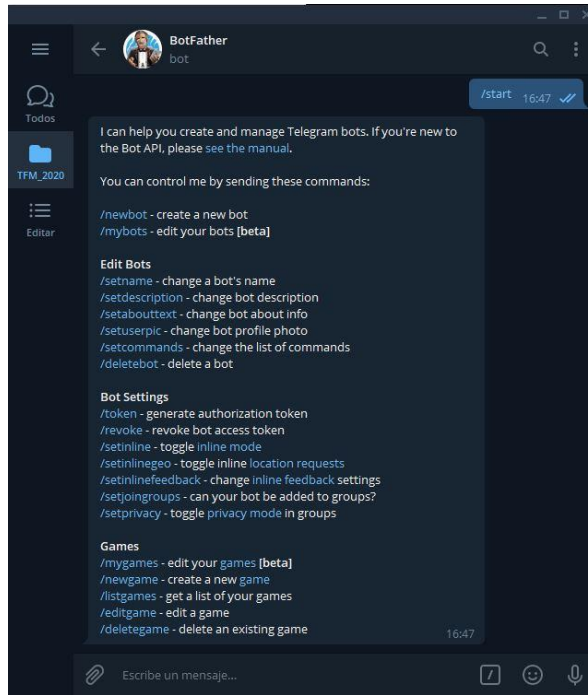 BotFather
bot
/start 16:47
Todos
TFM_2020
Editar
I can help you create and manage Telegram bots. If you're new to
the Bot API, please see the manual.
You can control me by sending these commands:
/newbot - create a new bot
/mybots - edit your bots [beta]
Edit Bots
/setname - change a bot's name
/setdescription - change bot description
/setabouttext - change bot about info
/setuserpic - change bot profile photo
/setcommands - change the list of commands
/deletebot - delete a bot
Bot Settings
/token - generate authorization token
/revoke - revoke bot access token
/setinline - toggle inline mode
/setinlinegeo - toggle inline location requests
/setinlinefeedback - change inline feedback settings
/setjoingroups - can your bot be added to groups?
/setprivacy - toggle privacy mode in groups
Games
/mygames - edit your games [beta]
/newgame - create a new game
/listgames - get a list of your games
/editgame - edit a game
/deletegame - delete an existing game
16:47
Escribe un mensaje...